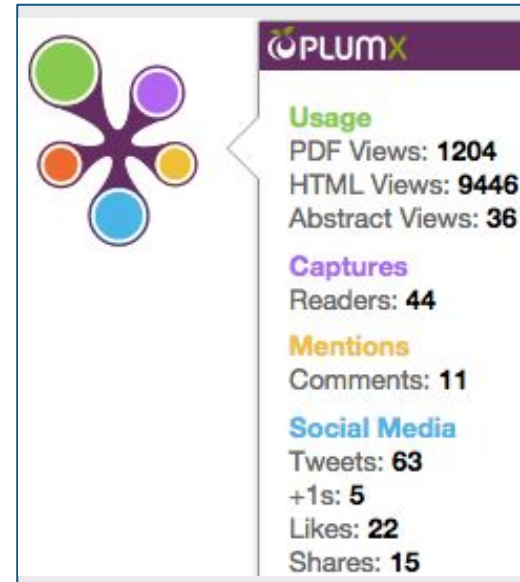 PLUMX
Usage
PDF Views: 1204
HTML Views: 9446
Abstract Views: 36
Captures
Readers: 44
Mentions
Comments: 11
Social Media
Tweets: 63
+1s: 5
Likes: 22
Shares: 15